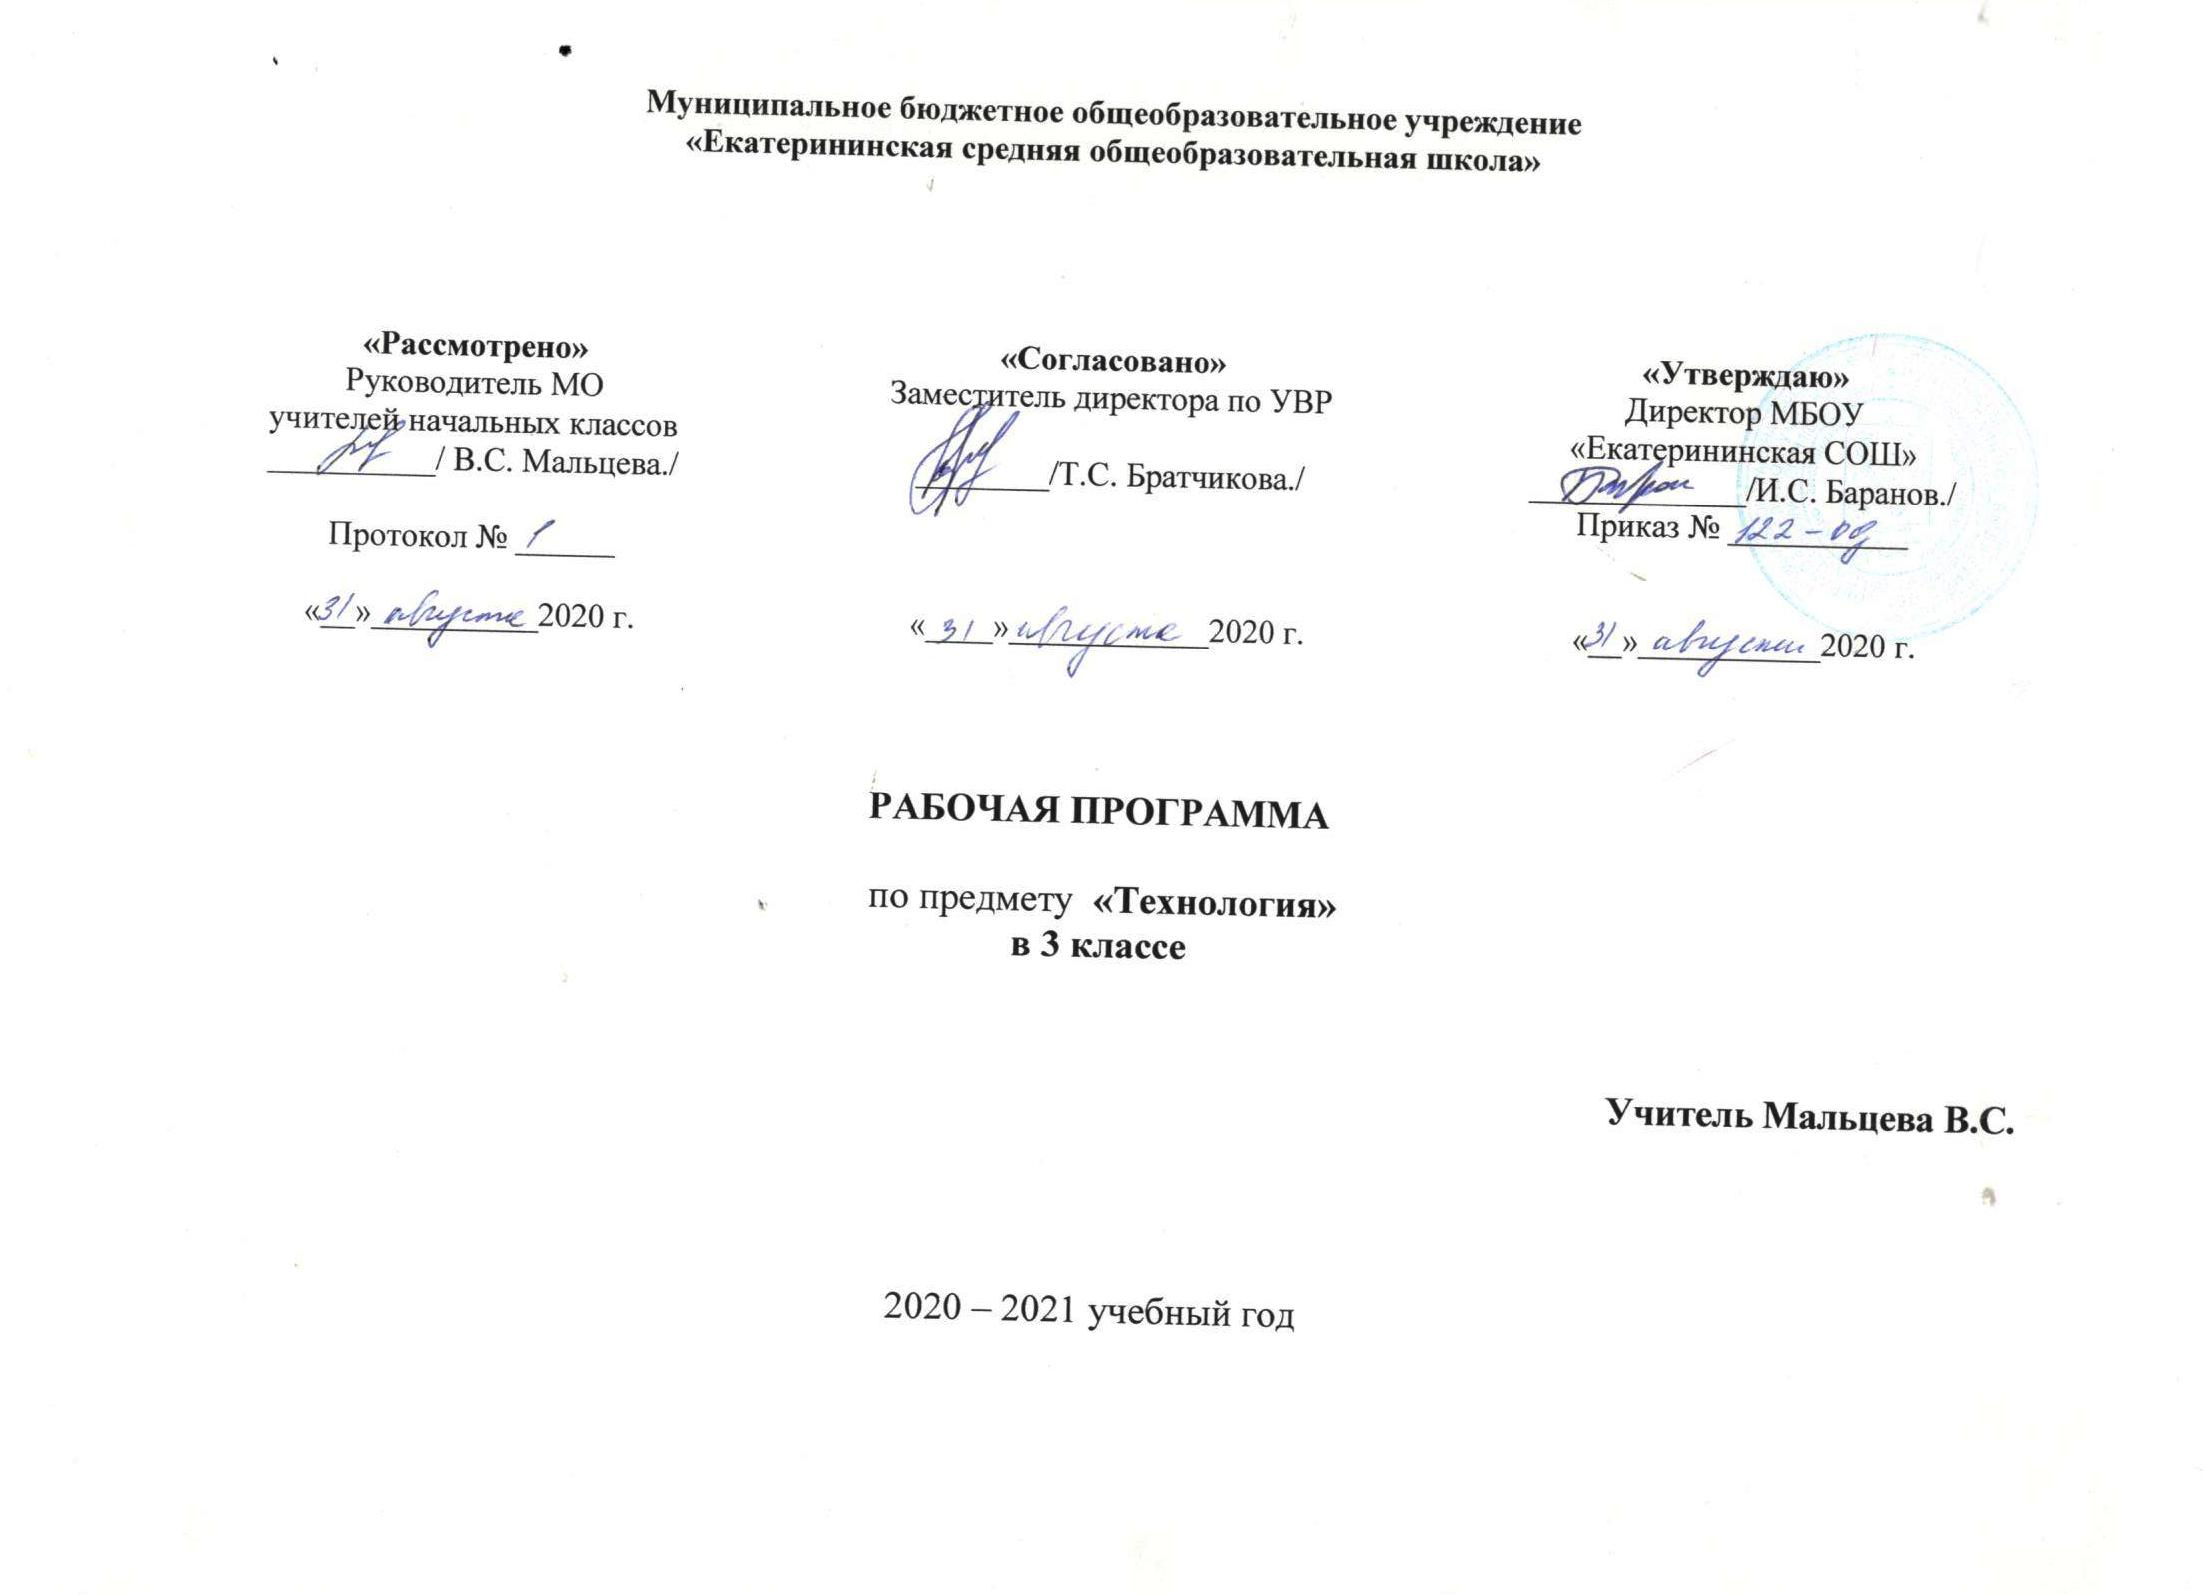 Муниципальное бюджетное общеобразовательное учреждение
«Екатерининская средняя общеобразовательная школа»
«Рассмотрено»
Руководитель МО
учителей начальных классов
/ В.С. Мальцева./
Протокол № 1
«31» августа 2020 г.
«Согласовано»
Заместитель директора по УВР
/Т.С. Братчикова./
«31» августа 2020 г.
«Утверждаю»
Директор МБОУ
«Екатерининская СОШ»
/И.С. Баранов./
Приказ № 122-од
«31» августа 2020 г.
РАБОЧАЯ ПРОГРАММА
по предмету «Технология»
в 3 классе
Учитель Мальцева В.С.
2020 – 2021 учебный год